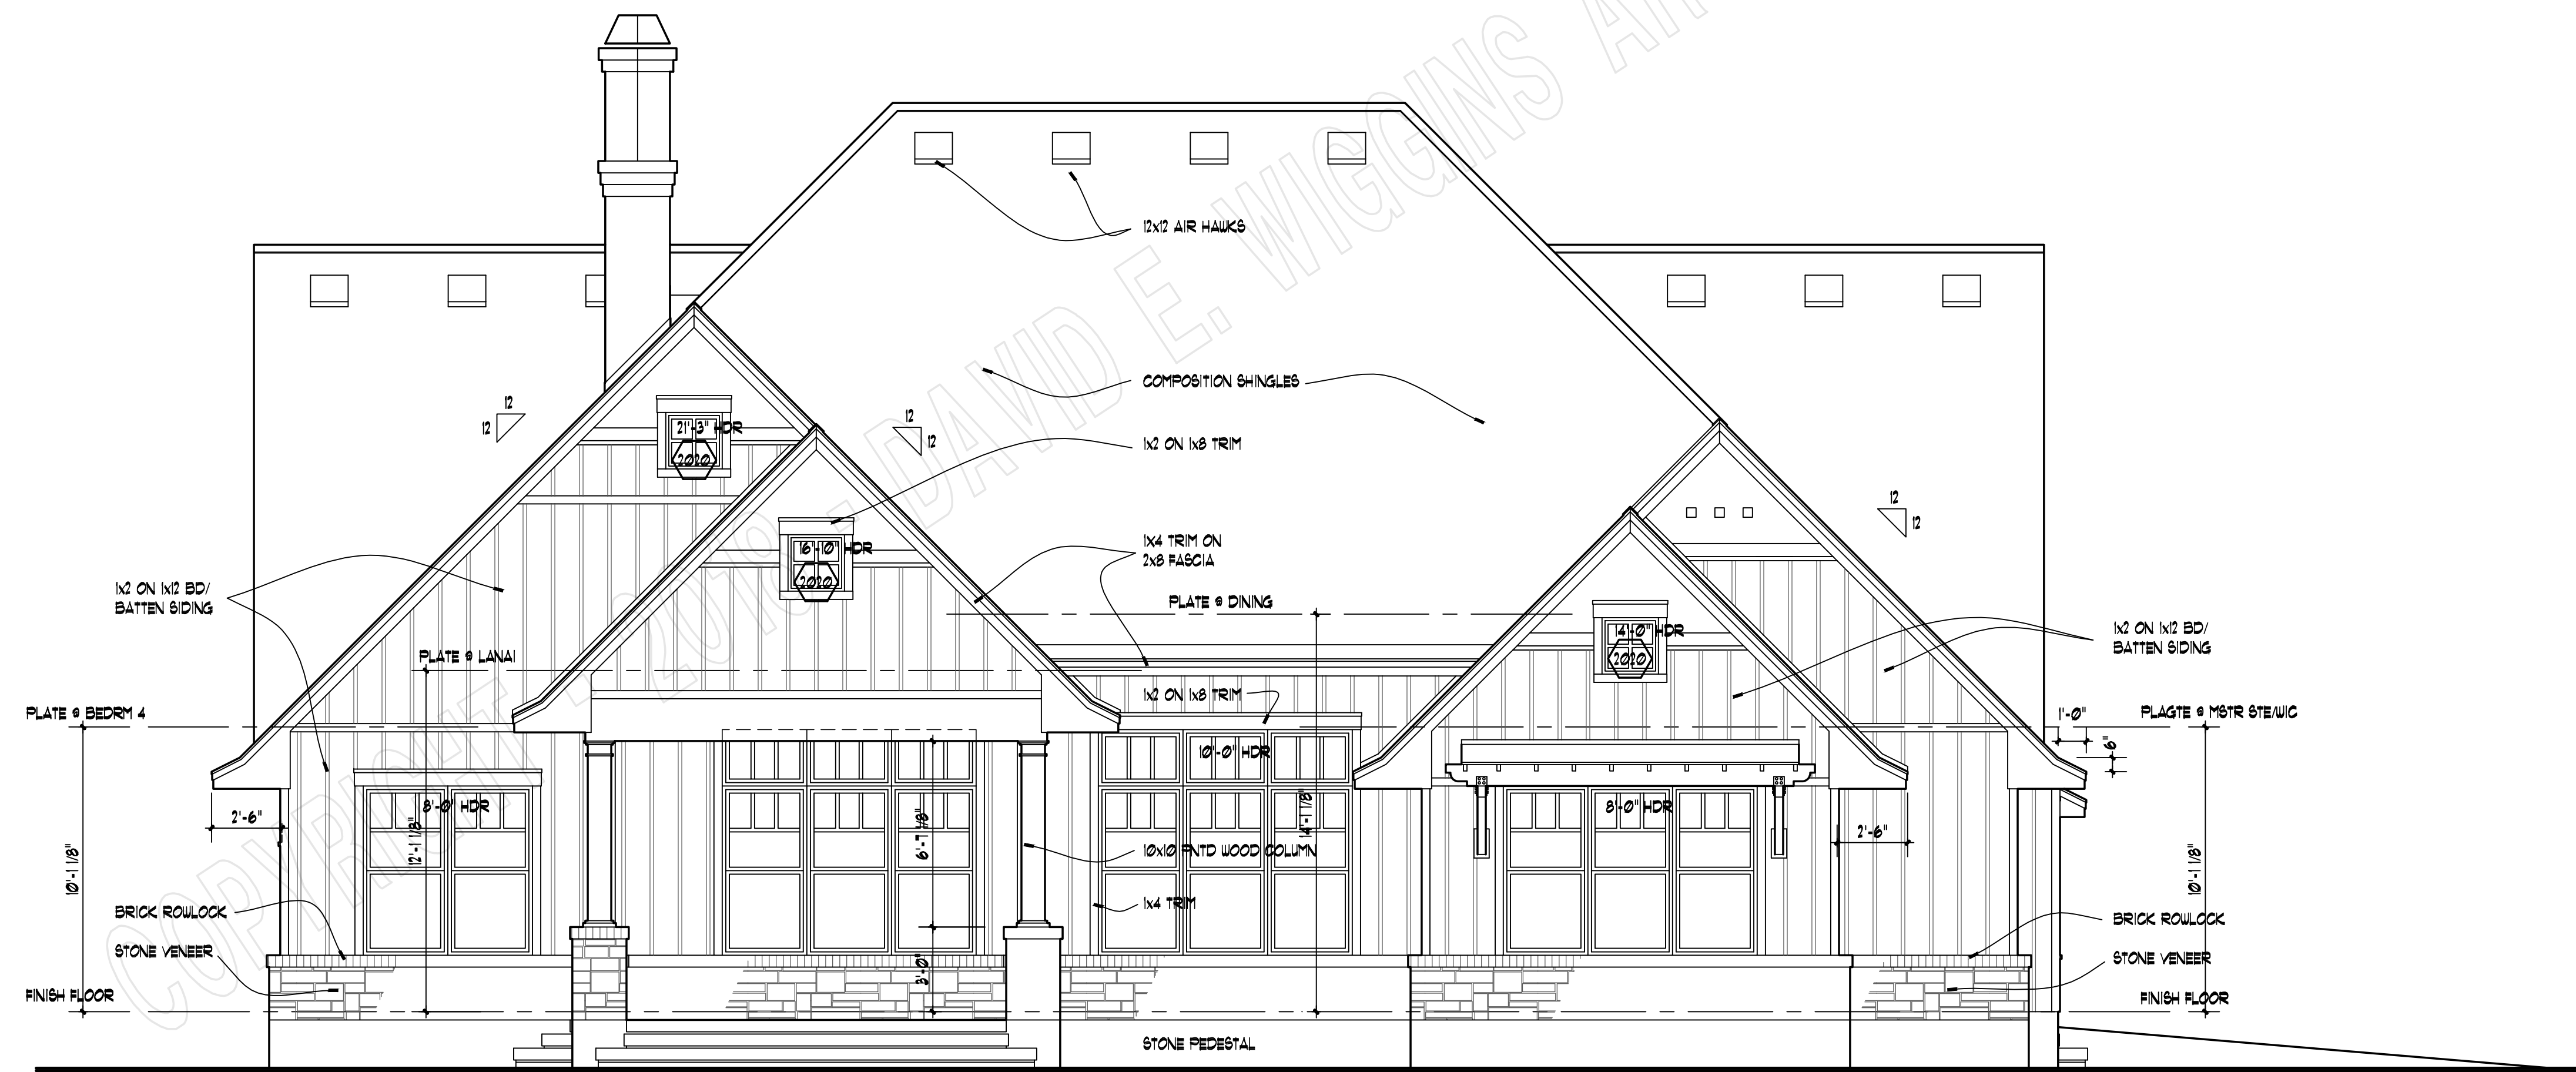 12x12 AIR HAWKS
COMPOSITION SHINGLES
12
12
12
12
21'-3" HDR
2020
1x2 ON 1x8 TRIM
12
12
16'-10" HDR
2020
1X4 TRIM ON
2x8 FASCIA
1x2 ON 1x12 BD/
BATTEN SIDING
PLATE @ DINING
14'-0" HDR
2020
1x2 ON 1x12 BD/
BATTEN SIDING
PLATE @ LANAI
1x2 ON 1x8 TRIM
PLATE @ BEDRM 4
1'-0"
PLAGTE @ MSTR STE/WIC
6"
10'-0" HDR
8'-0" HDR
8'-0" HDR
2'-6"
12'-1 1/8"
6'-7 1/8"
14'-1 1/8"
2'-6"
10'-1 1/8"
10x10 PNTD WOOD COLUMN
10'-1 1/8"
1x4 TRIM
BRICK ROWLOCK
BRICK ROWLOCK
STONE VENEER
STONE VENEER
3'-0"
FINISH FLOOR
FINISH FLOOR
STONE PEDESTAL
COPYRIGHT - 2018 - DAVID E. WIGGINS